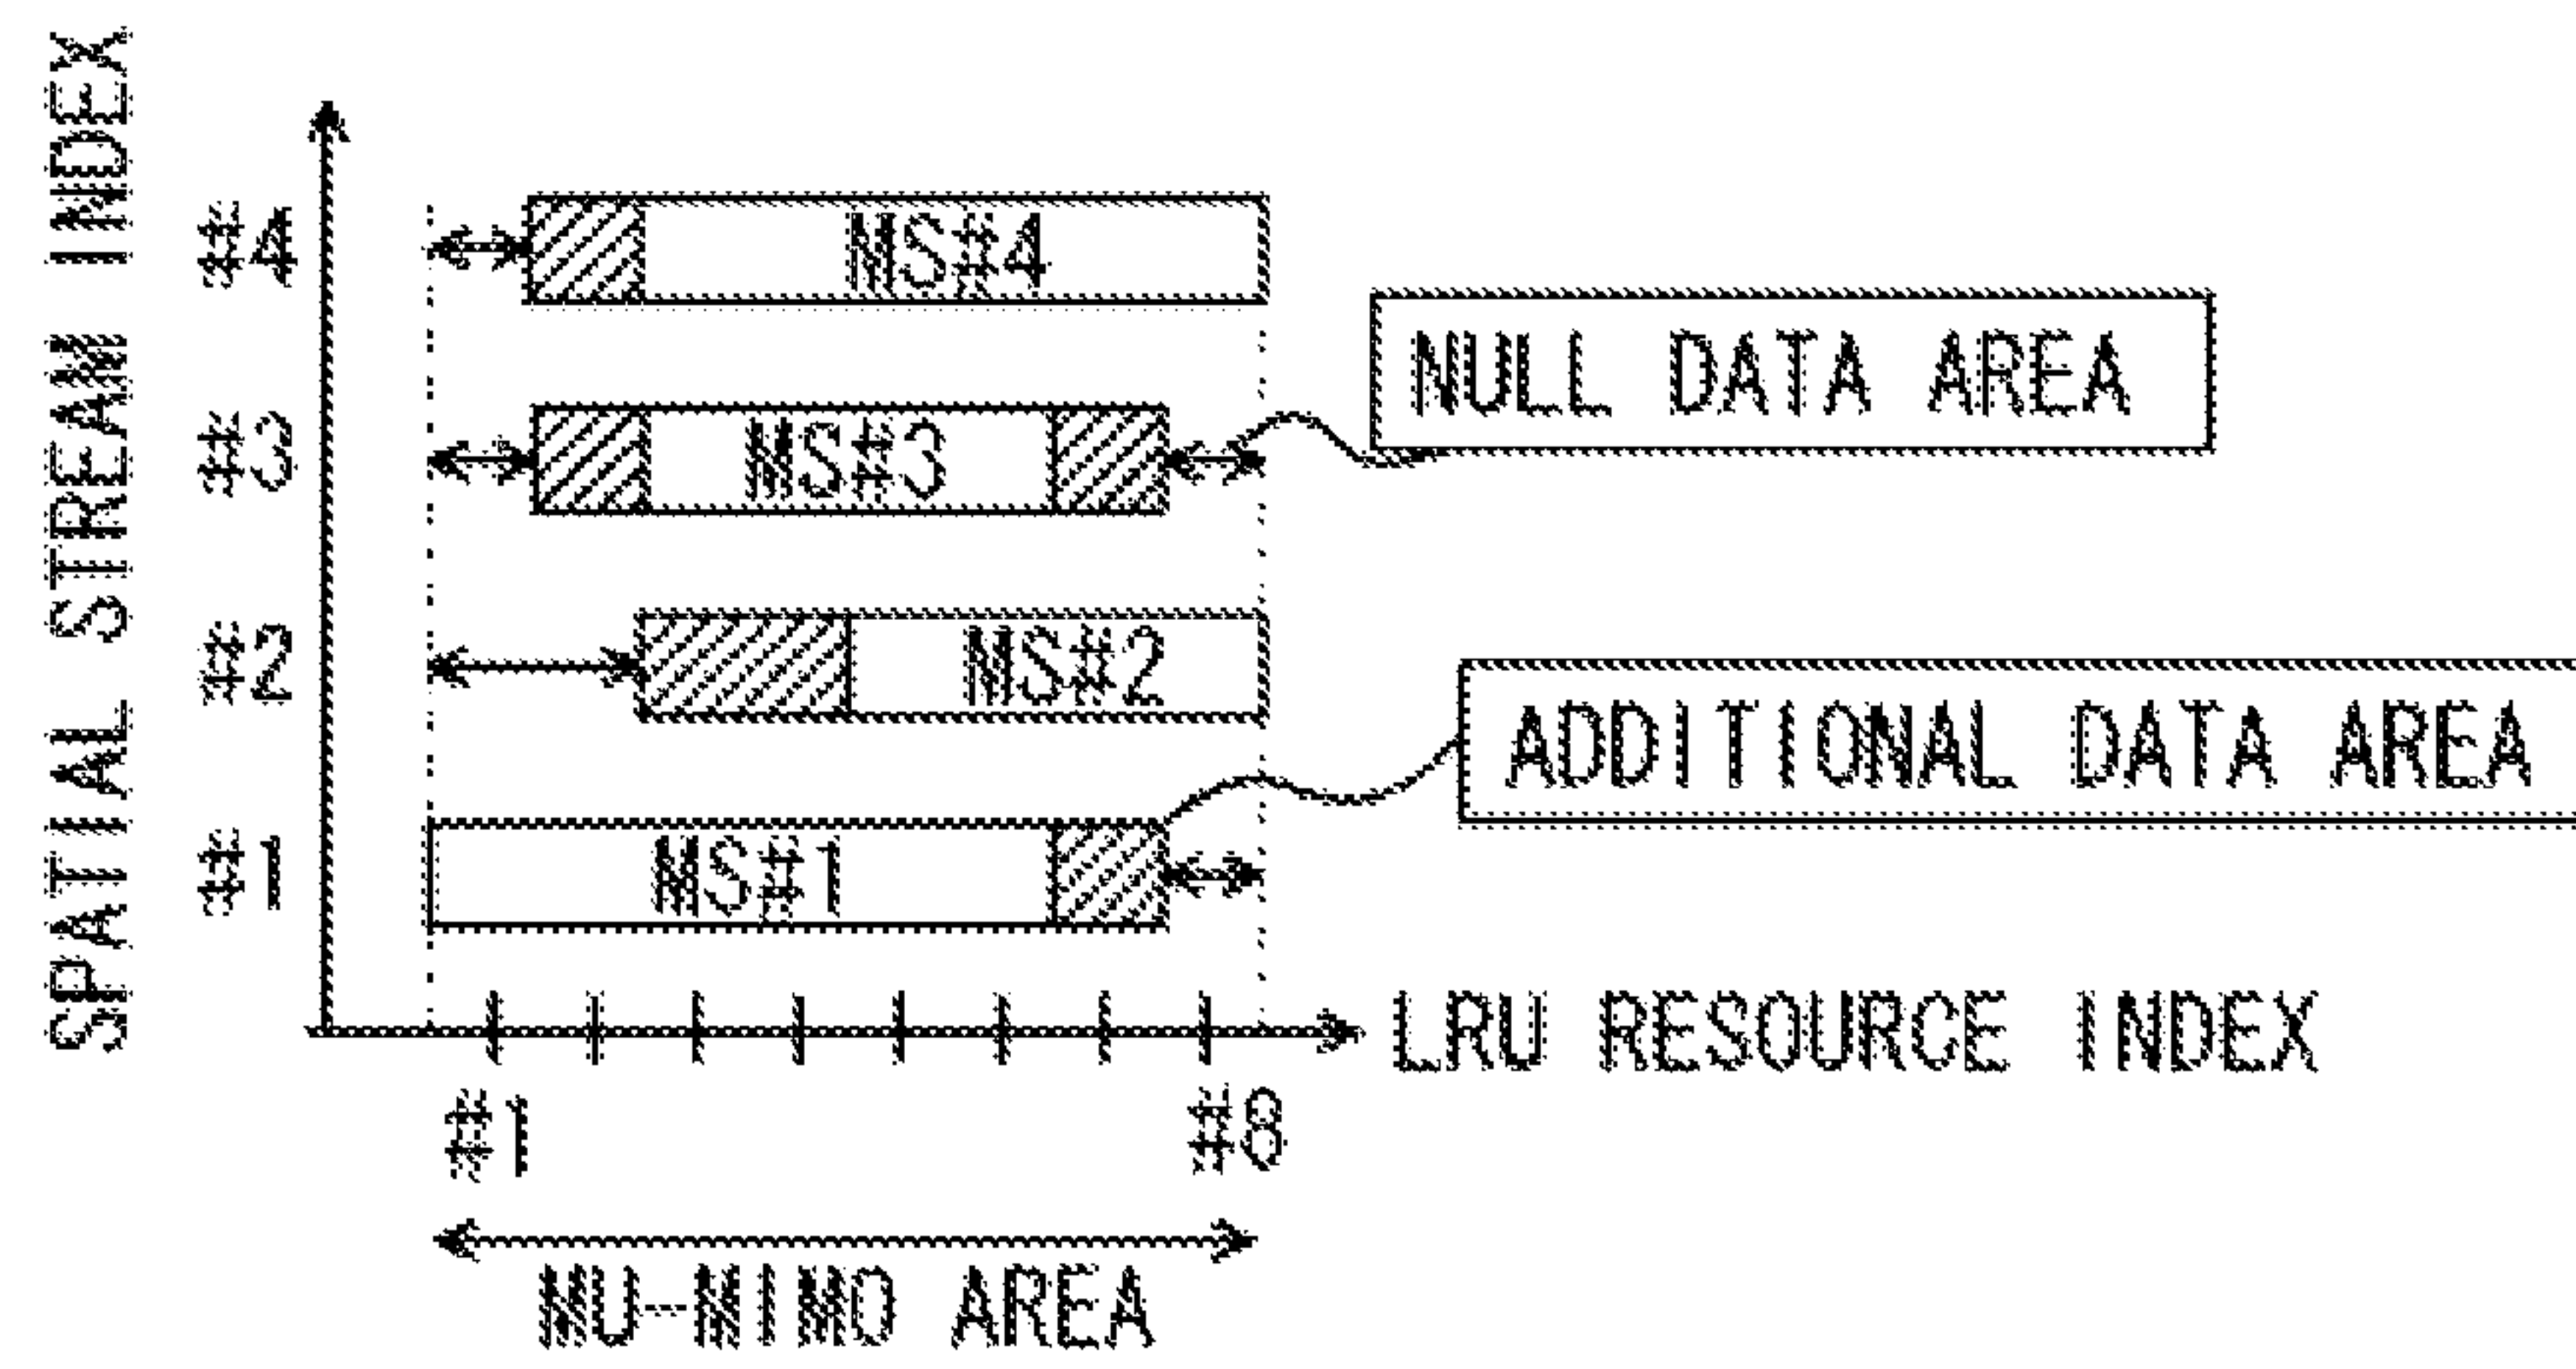 SPATIAL STREAM INDEX
#4
MS#4
NULL DATA AREA
#3
MS#3
#2
MS#2
ADDITIONAL DATA AREA
#1
MS#1
LRU RESOURCE INDEX
#1
#8
MU-MIMO AREA